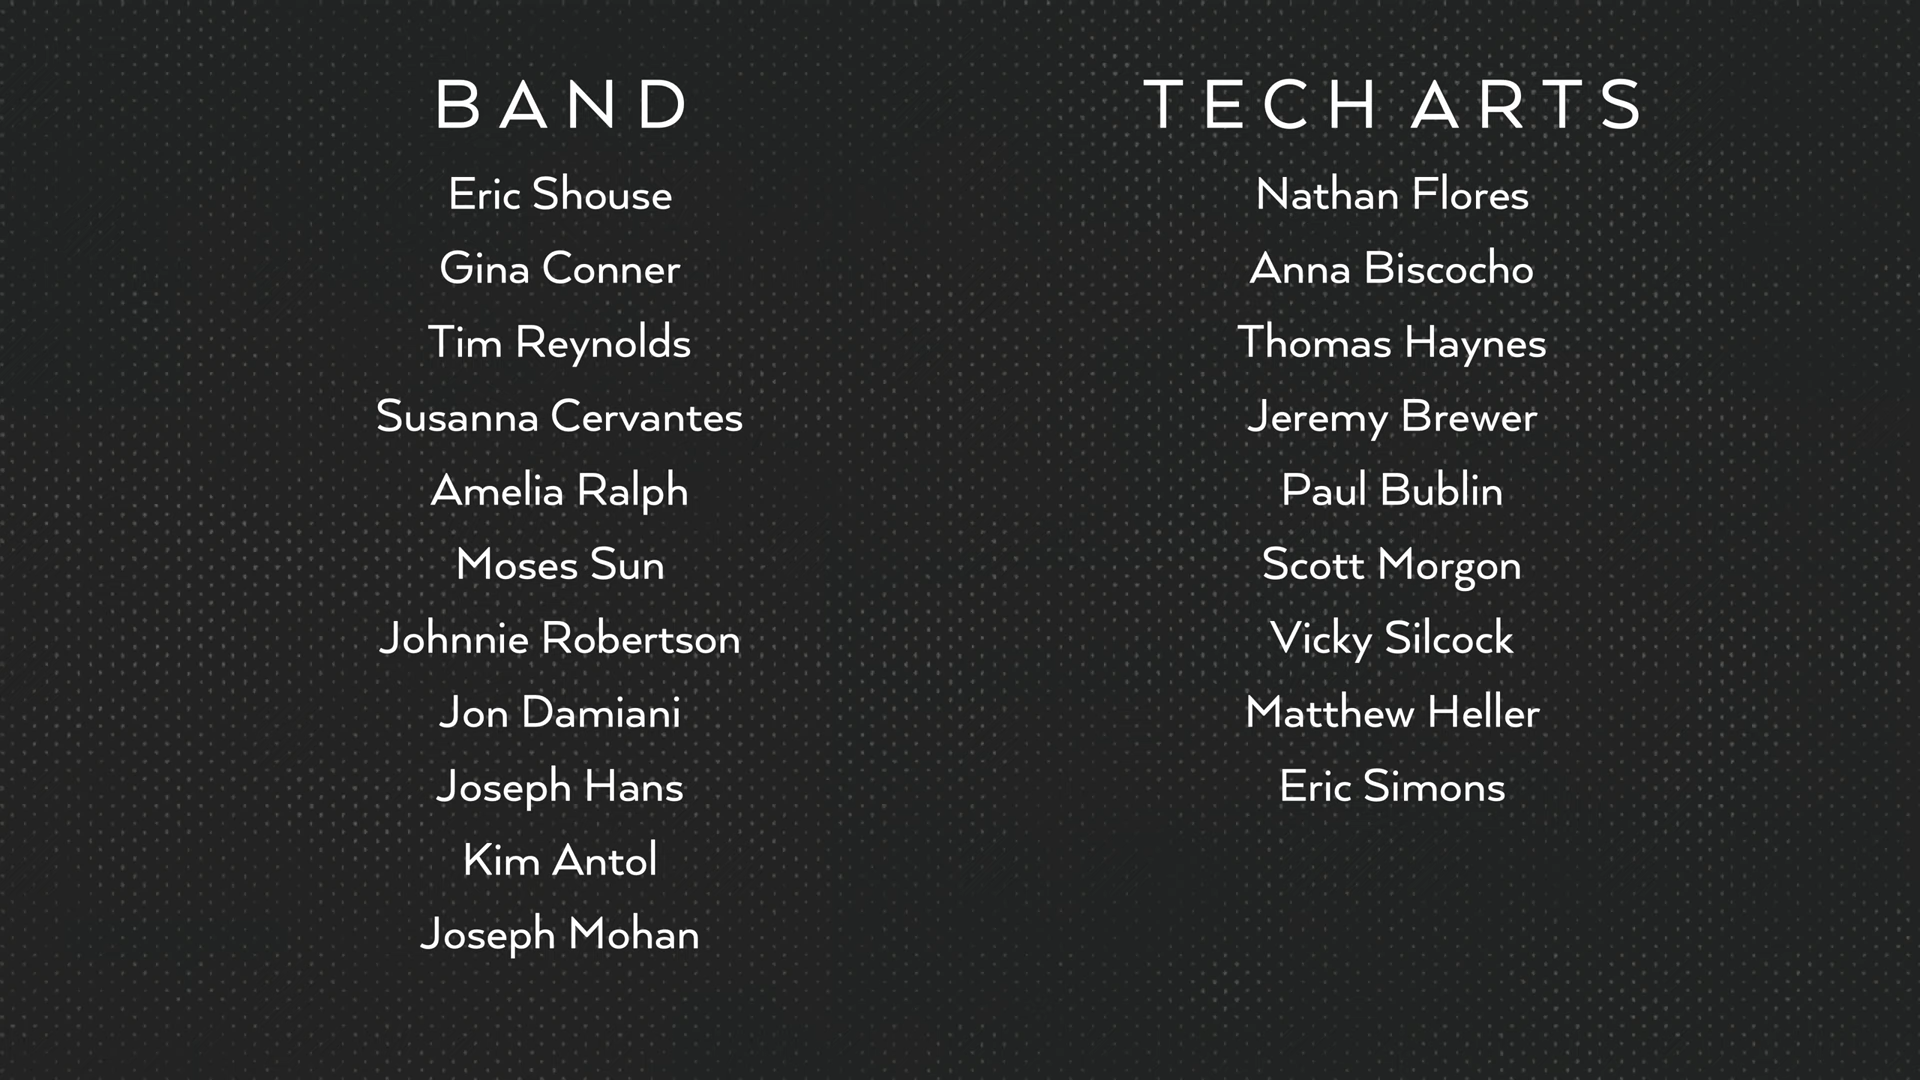 BAND
Eric Shouse
Gina Conner
Tim Reynolds
Susanna Cervantes
Amelia Ralph
Moses Sun
Johnnie Robertson
Jon Damiani
Joseph Hans
Kim Antol
Joseph Mohan
TECH ARTS
Nathan Flores
Anna Biscocho
Thomas Haynes
Jeremy Brewer
Paul Bublin
Scott Morgon
Vicky Silcock
Matthew Heller
Eric Simons